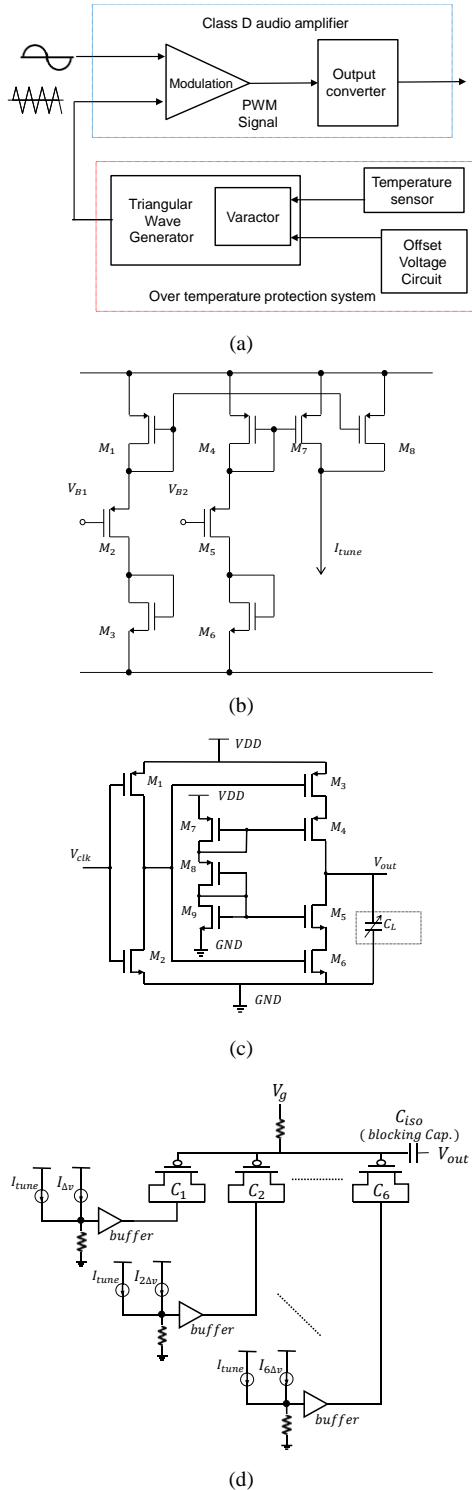 Class D audio amplifier
Modulation
PWM
Signal
Output
converter
Triangular
Wave
Generator
Varactor
Temperature
sensor
Offset
Voltage
Circuit
Over temperature protection system
(a)
M1
M4
M7
M8
VB1
VB2
M2
M5
Itune
M3
M6
(b)
VDD
M1
M3
VDD
M7
M4
Vclk
M8
Vout
M9
M5
CL
GND
M2
M6
GND
(c)
Vg
Ciso
(blocking Cap.)
Vout
C1
C2
C6
Itune
IΔv
buffer
Itune
I2Δv
buffer
Itune
I6Δv
buffer
(d)